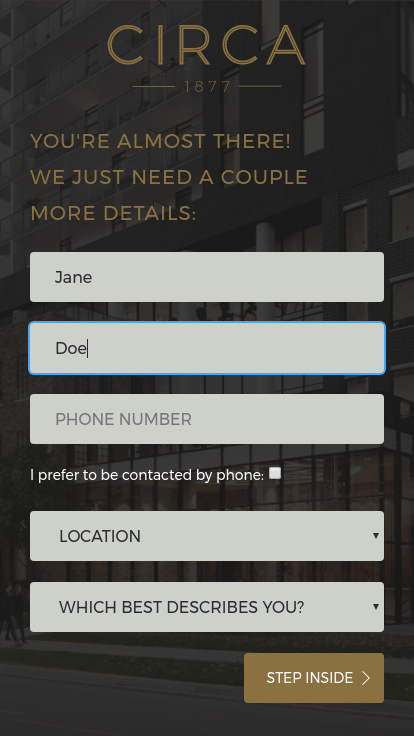 CIRCA
1877
YOU'RE ALMOST THERE!
WE JUST NEED A COUPLE
MORE DETAILS:
Jane
Doe
PHONE NUMBER
I prefer to be contacted by phone:
LOCATION
WHICH BEST DESCRIBES YOU?
STEP INSIDE